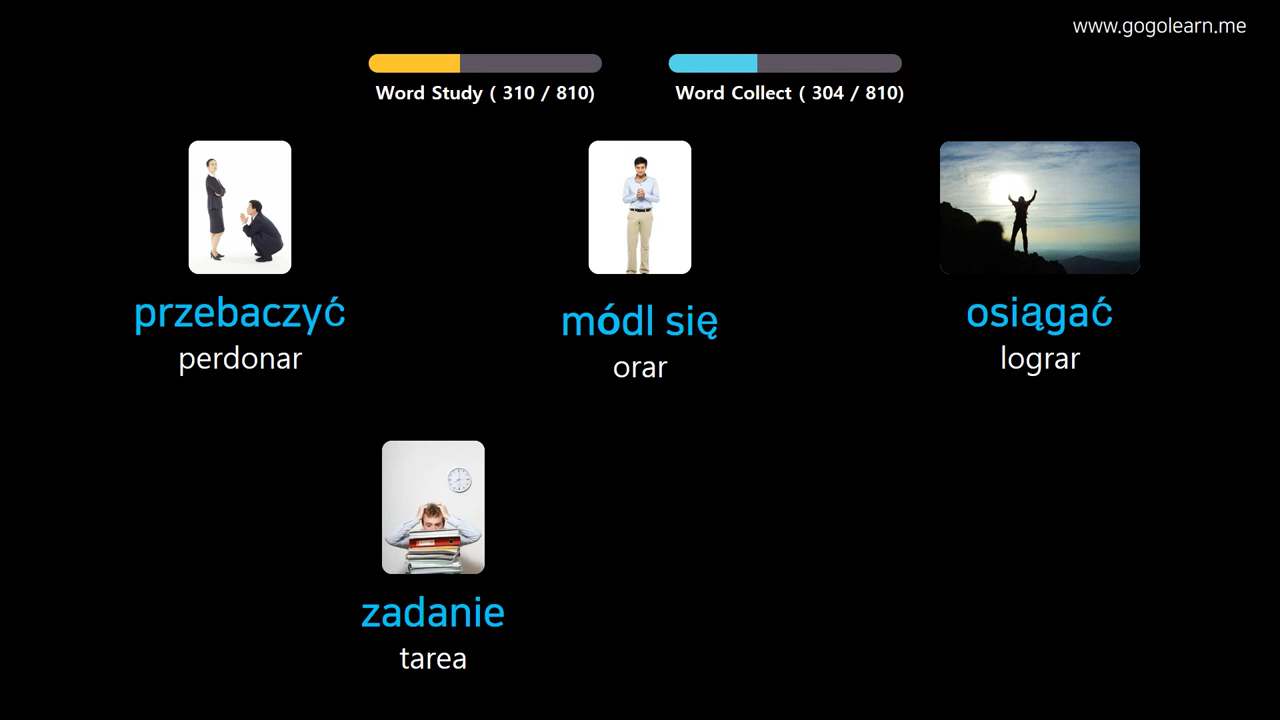 www.gogolearn.me
Word Study ( 310 / 810)
Word Collect ( 304 / 810)
przebaczyć
perdonar
módl się
orar
osiągać
lograr
zadanie
tarea